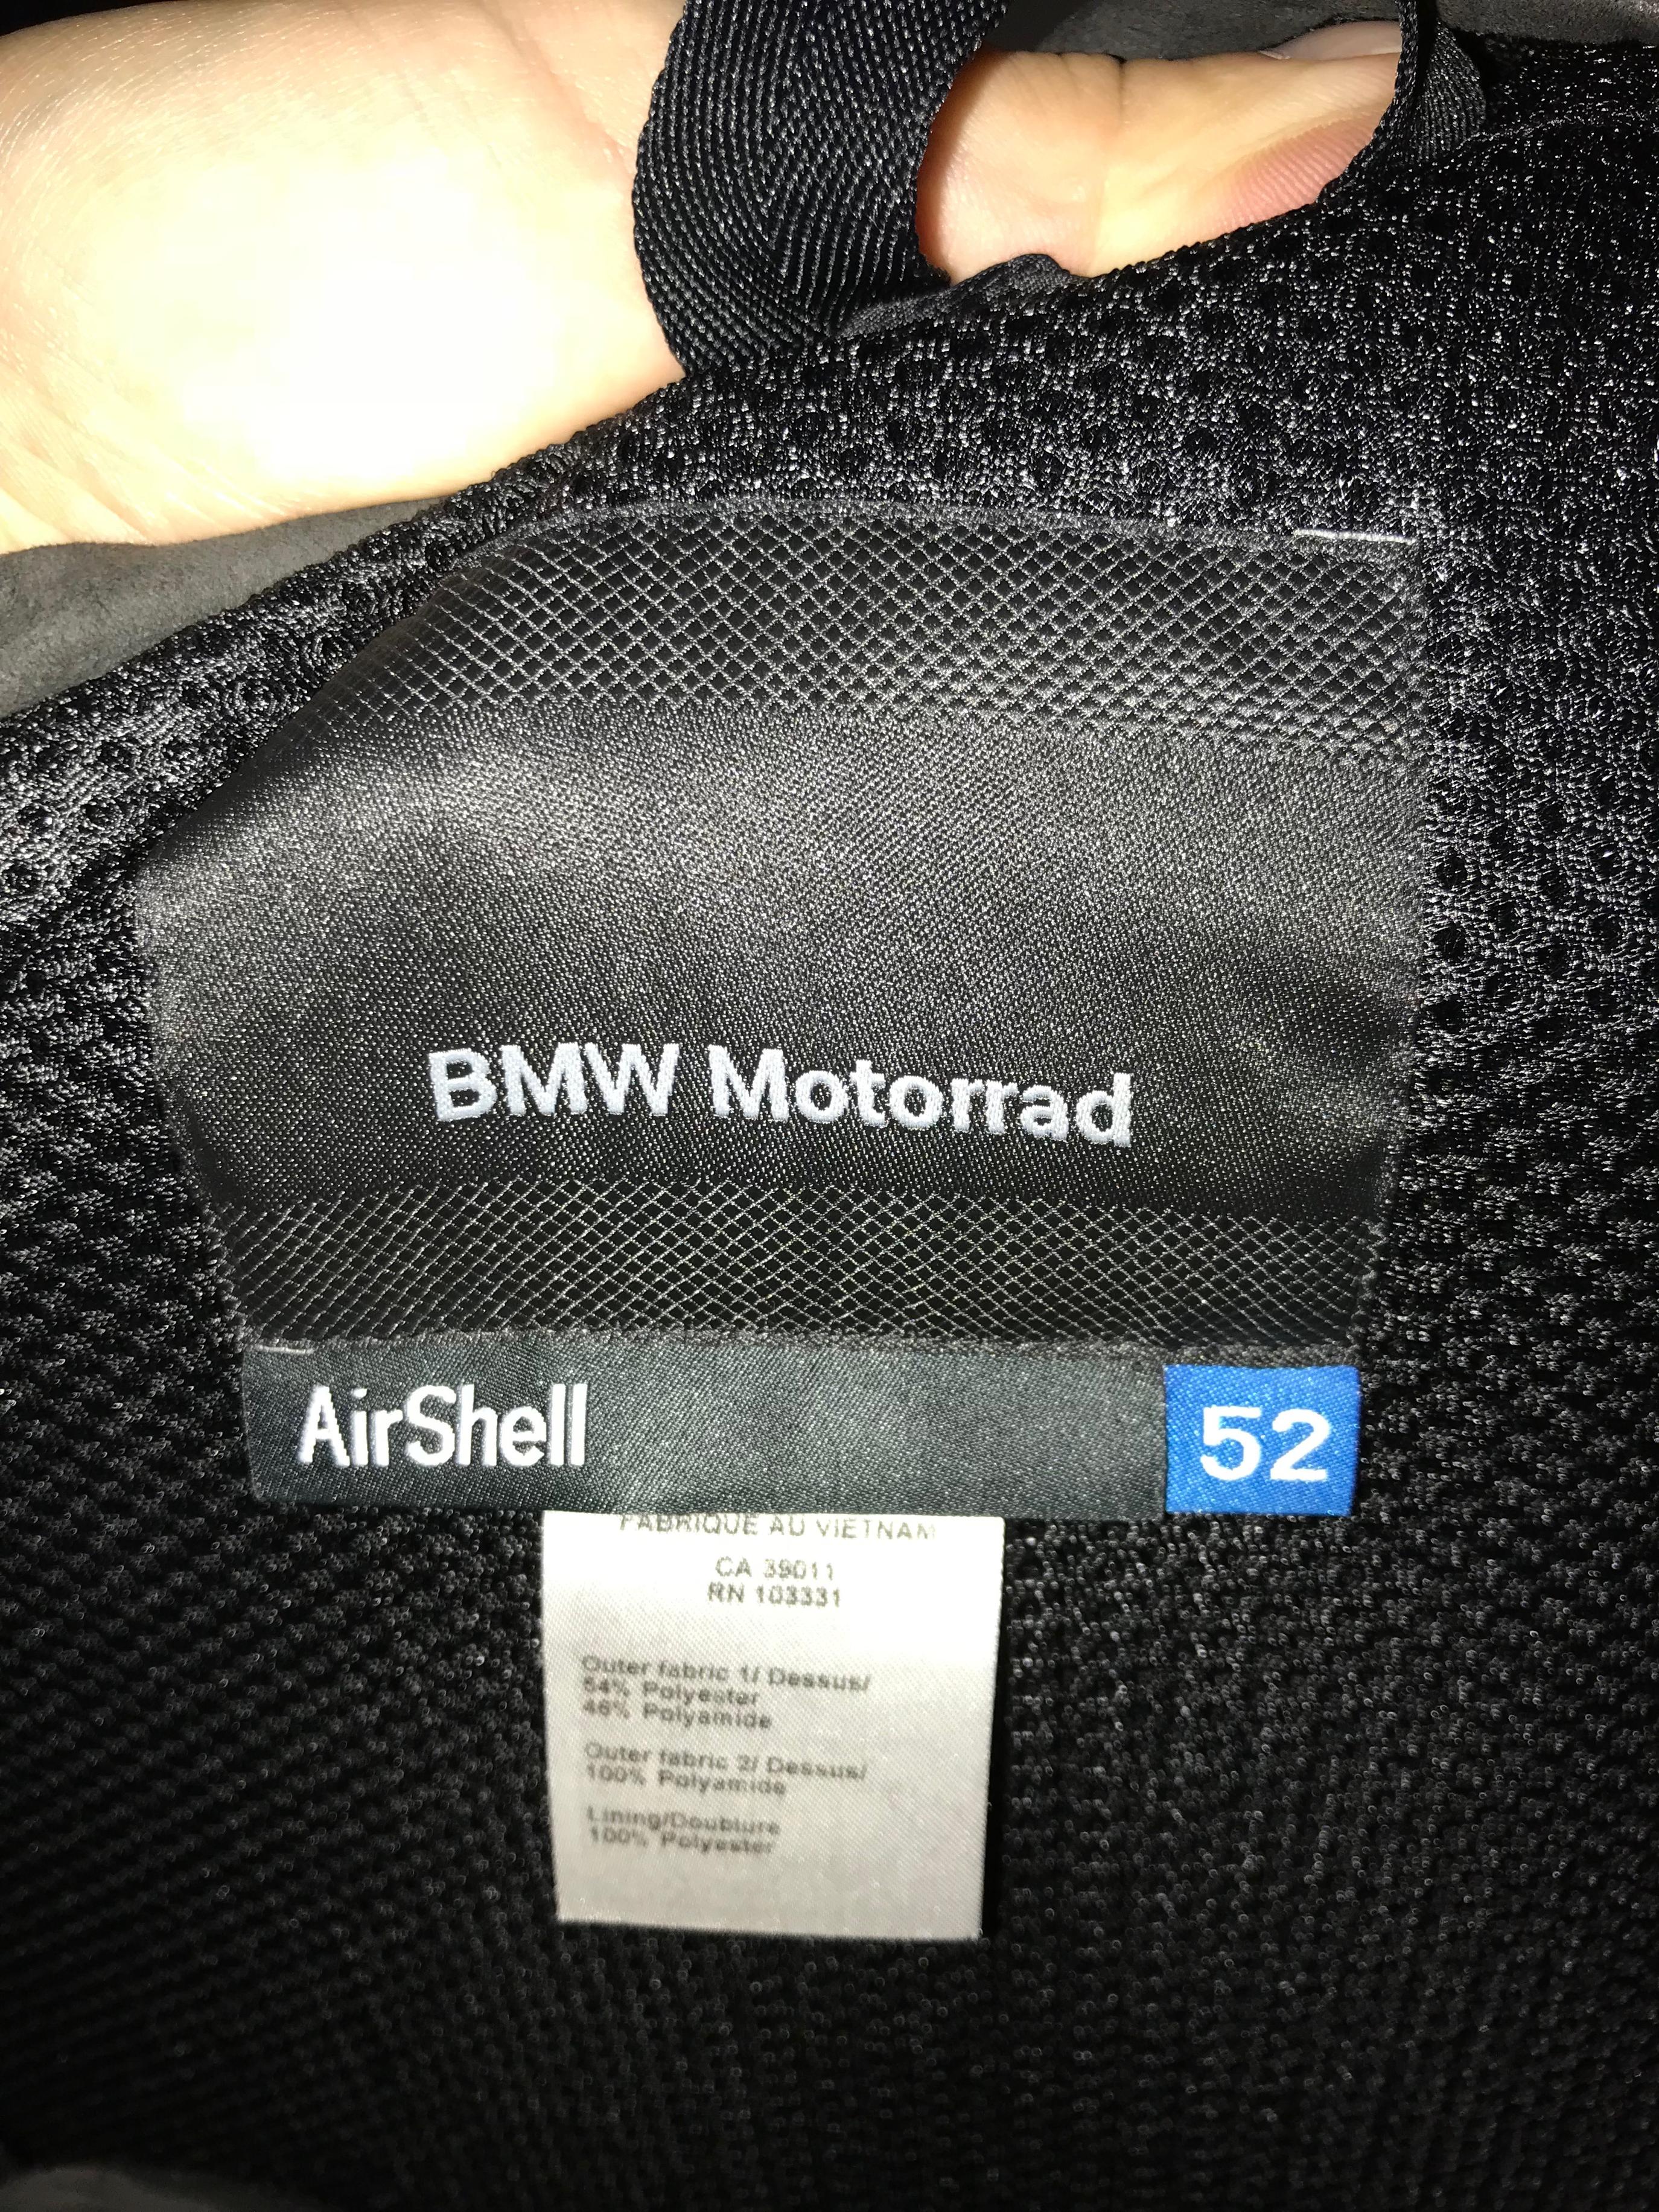 BMW Motorrad
AirShell
52
FABRIQUE AU VIETNAM
CA 39011
RN 103331
Outer fabric 1/ Dessus/
54% Polyester
46% Polyamide
Outer fabric 2/ Dessus/
100% Polyamide
Lining/Doublure
100% Polyester